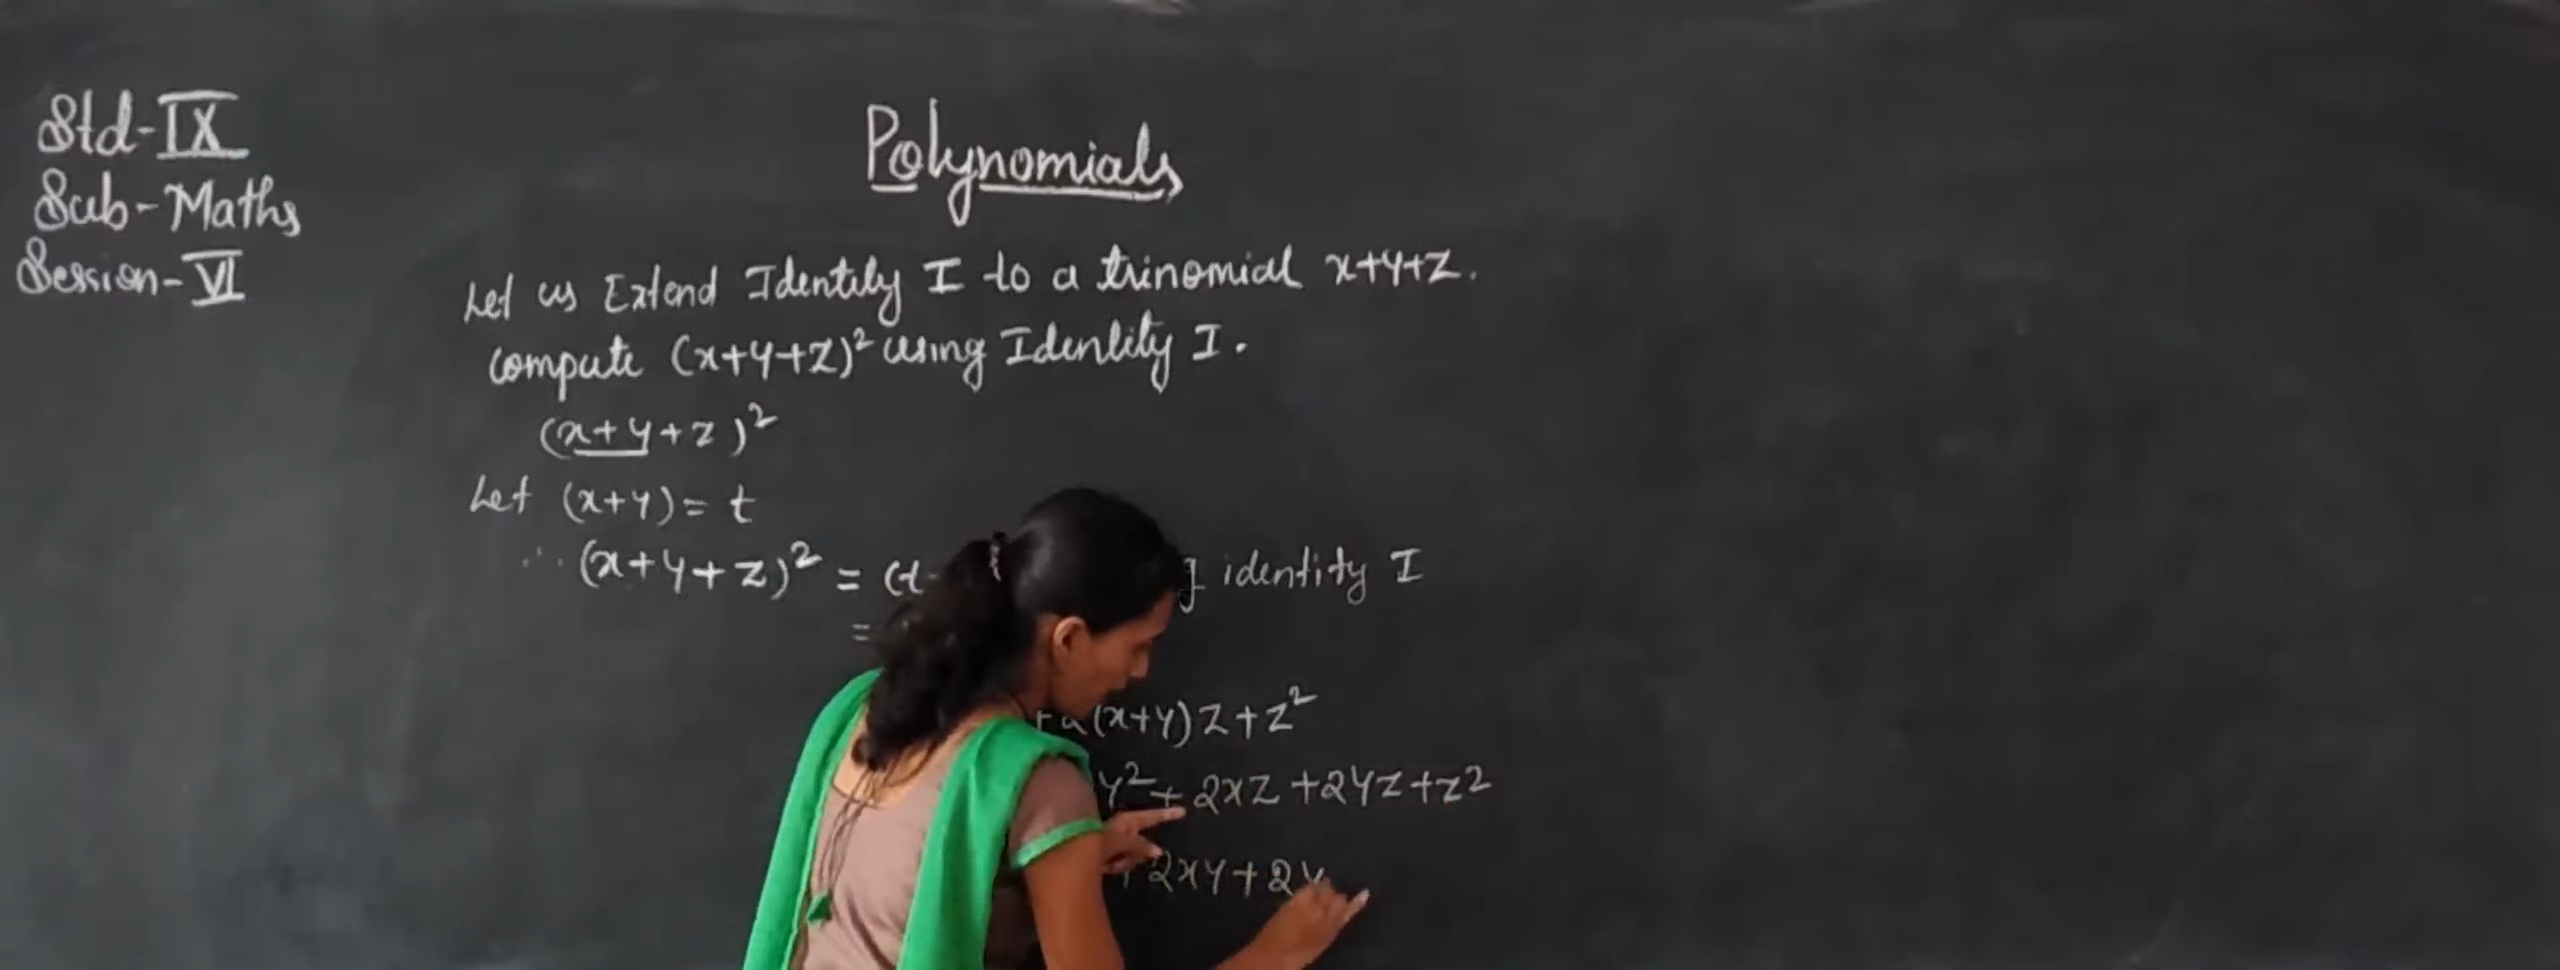 Std-IX
Sub-Maths
Session-VI
Polynomials
Let us Extend Identity I to a trinomial x+y+z.
compute (x+y+z)² using Identity I.
(x+y+z)²
Let (x+y) = t
∴ (x+y+z)² = (t identity I
=
(x+y)z+z²
y²+2xz+2yz+z²
+2xy+2y